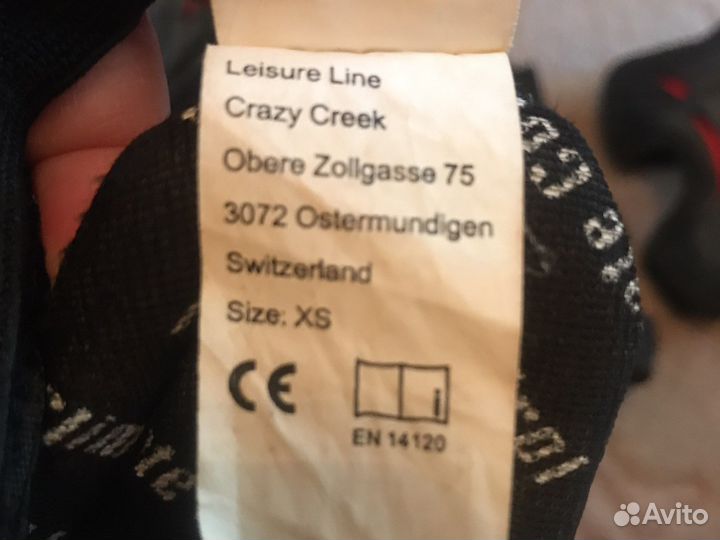 Leisure Line
Crazy Creek
Obere Zollgasse 75
3072 Ostermundigen
Switzerland
Size: XS
CE
i
EN 14120
Avito